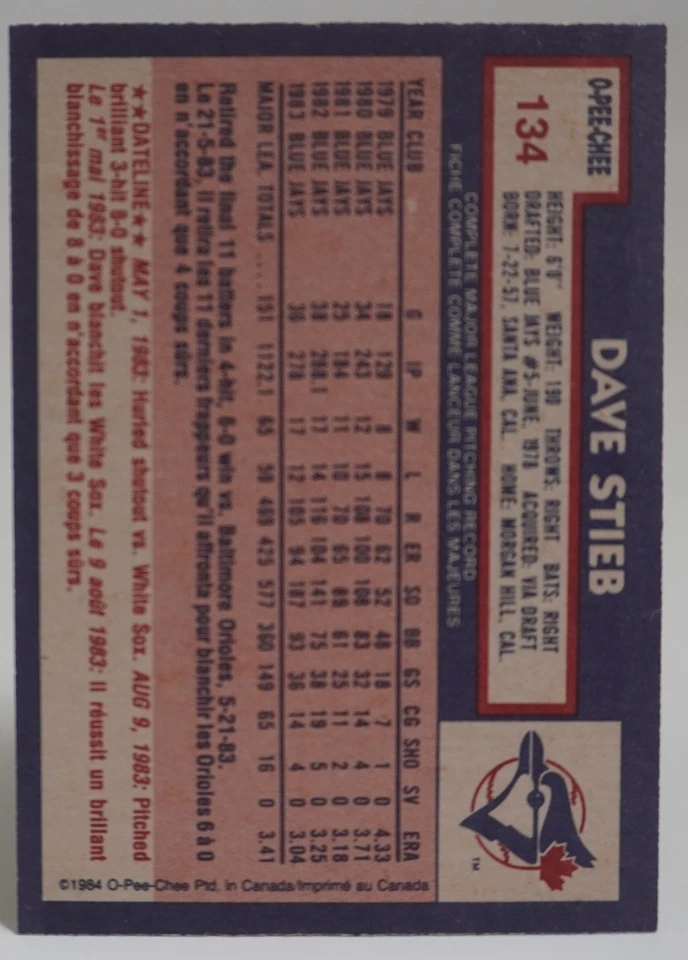 DAVE STIEB
O-PEE-CHEE
134
HEIGHT: 6'0" WEIGHT: 190 THROWS: RIGHT BATS: RIGHT
DRAFTED: BLUE JAYS #5-JUNE, 1978 ACQUIRED: VIA DRAFT
BORN: 7-22-57, SANTA ANA, CAL. HOME: MORGAN HILL, CAL.
TM
COMPLETE MAJOR LEAGUE PITCHING RECORD
FICHE COMPLETE COMME LANCEUR DANS LES MAJEURES
YEAR CLUB G IP W L R ER SO BB GS CG SHO SV ERA
1979 BLUE JAYS 18 129 8 8 70 62 52 48 18 7 1 0 4.33
1980 BLUE JAYS 34 243 12 15 108 100 108 83 32 14 4 0 3.71
1981 BLUE JAYS 25 184 11 10 70 65 89 61 25 11 2 0 3.18
1982 BLUE JAYS 38 288.1 17 14 116 104 141 75 38 19 5 0 3.25
1983 BLUE JAYS 36 278 17 12 105 94 187 93 36 14 4 0 3.04
MAJOR LEA. TOTALS .... 151 1122.1 65 59 469 425 577 360 149 65 16 0 3.41
Retired the final 11 batters in 4-hit, 6-0 win vs. Baltimore Orioles, 5-21-83.
Le 21-5-83, il retira les 11 derniers frappeurs qu'il affronta pour blanchir les Orioles 6 à 0
en n'accordant que 4 coups sûrs.
★★DATELINE★★ MAY 1, 1983: Hurled shutout vs. White Sox. AUG 9, 1983: Pitched
brilliant 3-hit 8-0 shutout.
Le 1er mai 1983: Dave blanchit les White Sox. Le 9 août 1983: Il réussit un brillant
blanchissage de 8 à 0 en n'accordant que 3 coups sûrs.
©1984 O-Pee-Chee Ptd. in Canada/Imprimé au Canada